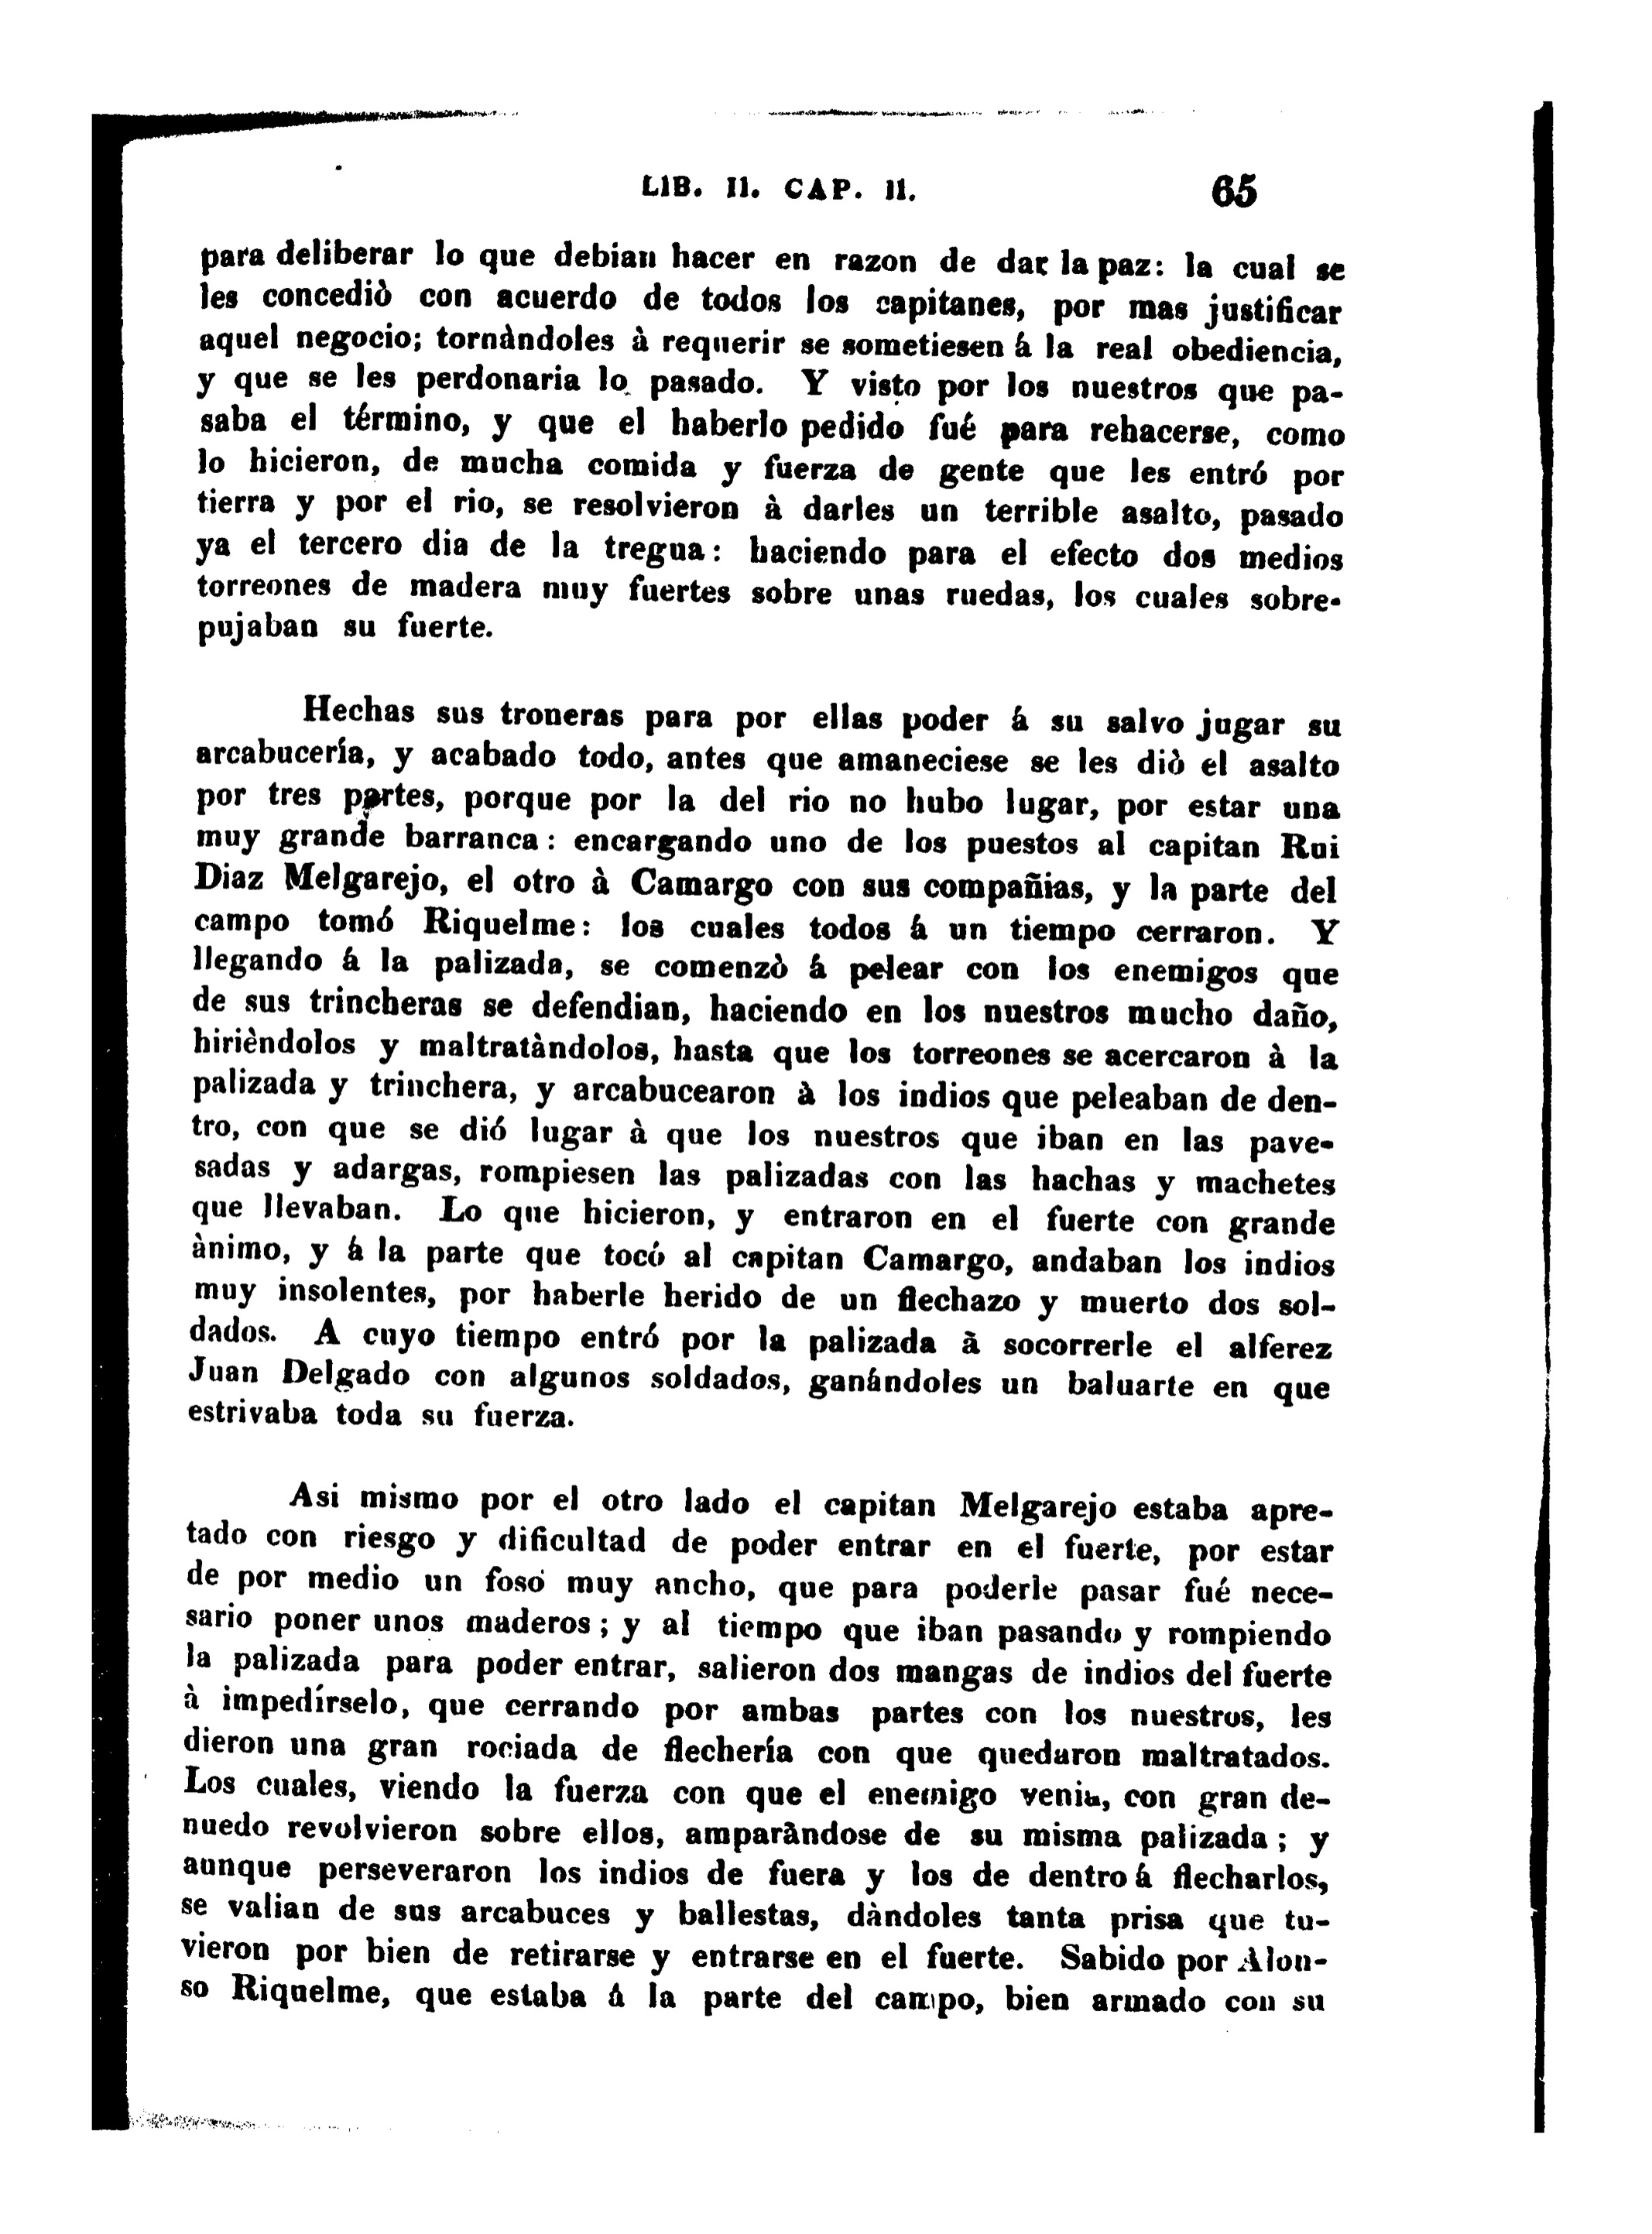 LIB. II. CAP. II. 65
para deliberar lo que debian hacer en razon de dar la paz: la cual se
les concediò con acuerdo de todos los capitanes, por mas justificar
aquel negocio; tornàndoles à requerir se sometiesen á la real obediencia,
y que se les perdonaria lo pasado. Y visto por los nuestros que pa-
saba el término, y que el haberlo pedido fué para rehacerse, como
lo hicieron, de mucha comida y fuerza de gente que les entró por
tierra y por el rio, se resolvieron à darles un terrible asalto, pasado
ya el tercero dia de la tregua: haciendo para el efecto dos medios
torreones de madera muy fuertes sobre unas ruedas, los cuales sobre-
pujaban su fuerte.
Hechas sus troneras para por ellas poder á su salvo jugar su
arcabucería, y acabado todo, antes que amaneciese se les diò el asalto
por tres partes, porque por la del rio no hubo lugar, por estar una
muy grande barranca: encargando uno de los puestos al capitan Rui
Diaz Melgarejo, el otro à Camargo con sus compañias, y la parte del
campo tomó Riquelme: los cuales todos á un tiempo cerraron. Y
llegando á la palizada, se comenzò á pelear con los enemigos que
de sus trincheras se defendian, haciendo en los nuestros mucho daño,
hirièndolos y maltratàndolos, hasta que los torreones se acercaron à la
palizada y trinchera, y arcabucearon à los indios que peleaban de den-
tro, con que se dió lugar à que los nuestros que iban en las pave-
sadas y adargas, rompiesen las palizadas con las hachas y machetes
que llevaban. Lo que hicieron, y entraron en el fuerte con grande
ànimo, y á la parte que tocó al capitan Camargo, andaban los indios
muy insolentes, por haberle herido de un flechazo y muerto dos sol-
dados. A cuyo tiempo entró por la palizada à socorrerle el alferez
Juan Delgado con algunos soldados, ganándoles un baluarte en que
estrivaba toda su fuerza.
Asi mismo por el otro lado el capitan Melgarejo estaba apre-
tado con riesgo y dificultad de poder entrar en el fuerte, por estar
de por medio un foso muy ancho, que para poderle pasar fué nece-
sario poner unos maderos; y al tiempo que iban pasando y rompiendo
la palizada para poder entrar, salieron dos mangas de indios del fuerte
à impedírselo, que cerrando por ambas partes con los nuestros, les
dieron una gran rociada de flechería con que quedaron maltratados.
Los cuales, viendo la fuerza con que el enemigo venia, con gran de-
nuedo revolvieron sobre ellos, amparàndose de su misma palizada; y
aunque perseveraron los indios de fuera y los de dentro á flecharlos,
se valian de sus arcabuces y ballestas, dàndoles tanta prisa que tu-
vieron por bien de retirarse y entrarse en el fuerte. Sabido por Alon-
so Riquelme, que estaba á la parte del campo, bien armado con su